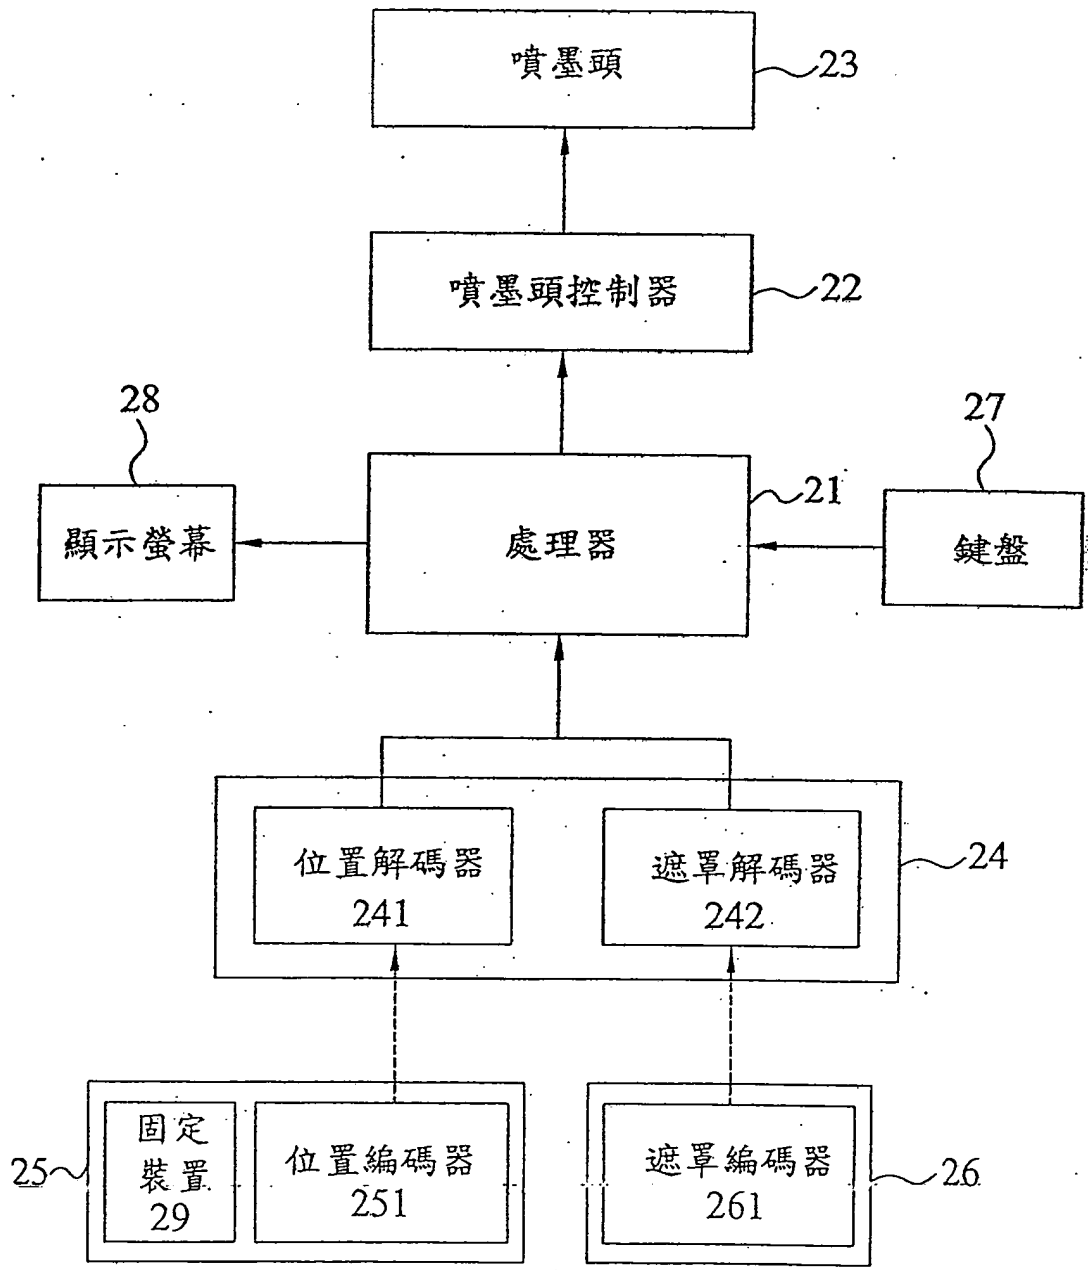 噴墨頭
23
噴墨頭控制器
22
28
27
21
顯示螢幕
處理器
鍵盤
位置解碼器
241
遮罩解碼器
242
24
固定
裝置
29
位置編碼器
251
遮罩編碼器
261
25
26